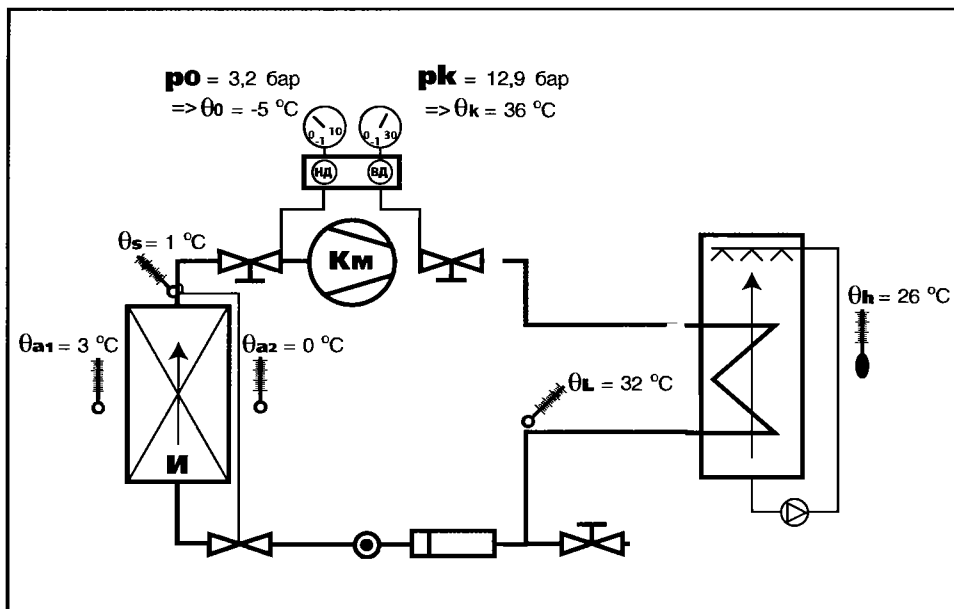 p0 = 3,2 бар
=> θ0 = -5 °C
pk = 12,9 бар
=> θk = 36 °C
0 10
-1
0 30
-1
НД
ВД
θs = 1 °C
Км
θa1 = 3 °C
θa2 = 0 °C
θh = 26 °C
θL = 32 °C
И